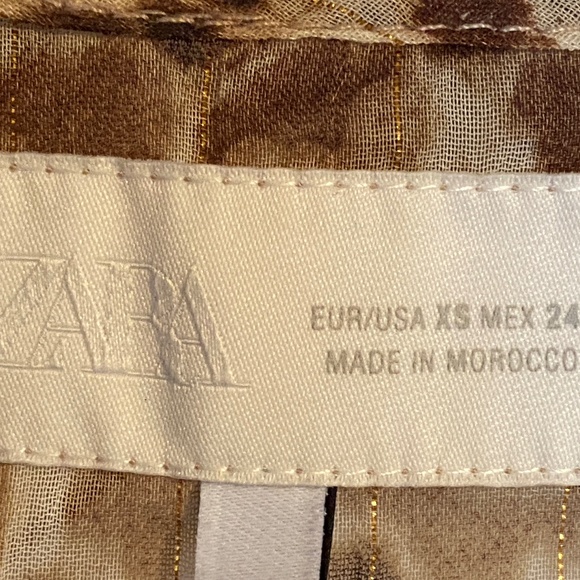 ZARA
EUR/USA XS MEX 24
MADE IN MOROCCO